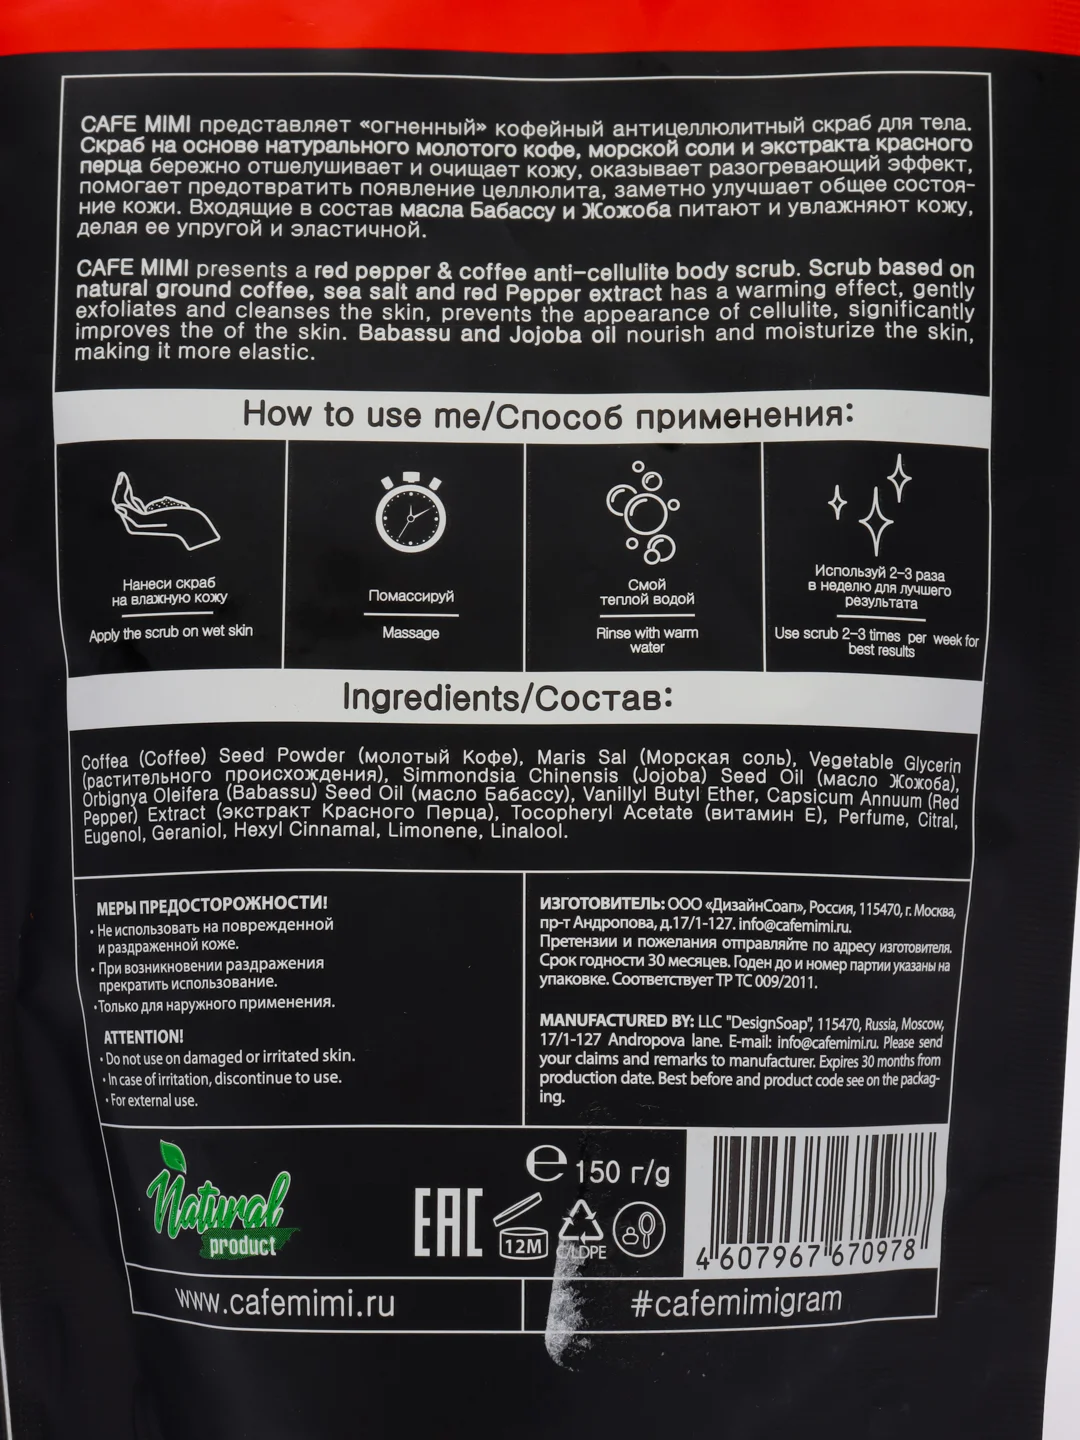 CAFE MIMI представляет «огненный» кофейный антицеллюлитный скраб для тела.
Скраб на основе натурального молотого кофе, морской соли и экстракта красного
перца бережно отшелушивает и очищает кожу, оказывает разогревающий эффект,
помогает предотвратить появление целлюлита, заметно улучшает общее состоя-
ние кожи. Входящие в состав масла Бабассу и Жожоба питают и увлажняют кожу,
делая ее упругой и эластичной.
CAFE MIMI presents a red pepper & coffee anti-cellulite body scrub. Scrub based on
natural ground coffee, sea salt and red Pepper extract has a warming effect, gently
exfoliates and cleanses the skin, prevents the appearance of cellulite, significantly
improves the of the skin. Babassu and Jojoba oil nourish and moisturize the skin,
making it more elastic.
How to use me/Способ применения:
Нанеси скраб
на влажную кожу
Apply the scrub on wet skin
Помассируй
Massage
Смой
теплой водой
Rinse with warm
water
Используй 2-3 раза
в неделю для лучшего
результата
Use scrub 2-3 times per week for
best results
Ingredients/Состав:
Coffea (Coffee) Seed Powder (молотый Кофе), Maris Sal (Морская соль), Vegetable Glycerin
(растительного происхождения), Simmondsia Chinensis (Jojoba) Seed Oil (масло Жожоба),
Orbignya Oleifera (Babassu) Seed Oil (масло Бабассу), Vanillyl Butyl Ether, Capsicum Annuum (Red
Pepper) Extract (экстракт Красного Перца), Tocopheryl Acetate (витамин Е), Perfume, Citral,
Eugenol, Geraniol, Hexyl Cinnamal, Limonene, Linalool.
МЕРЫ ПРЕДОСТОРОЖНОСТИ!
• Не использовать на поврежденной
и раздраженной коже.
• При возникновении раздражения
прекратить использование.
•Только для наружного применения.
ATTENTION!
• Do not use on damaged or irritated skin.
• In case of irritation, discontinue to use.
• For external use.
ИЗГОТОВИТЕЛЬ: ООО «ДизайнСоап», Россия, 115470, г. Москва,
пр-т Андропова, д.17/1-127. info@cafemimi.ru.
Претензии и пожелания отправляйте по адресу изготовителя.
Срок годности 30 месяцев. Годен до и номер партии указаны на
упаковке. Соответствует ТР ТС 009/2011.
MANUFACTURED BY: LLC "DesignSoap", 115470, Russia, Moscow,
17/1-127 Andropova lane. E-mail: info@cafemimi.ru. Please send
your claims and remarks to manufacturer. Expires 30 months from
production date. Best before and product code see on the packag-
ing.
Natural
product
EAC
12M
℮ 150 г/g
C/LDPE
4 607967 670978
www.cafemimi.ru
#cafemimigram